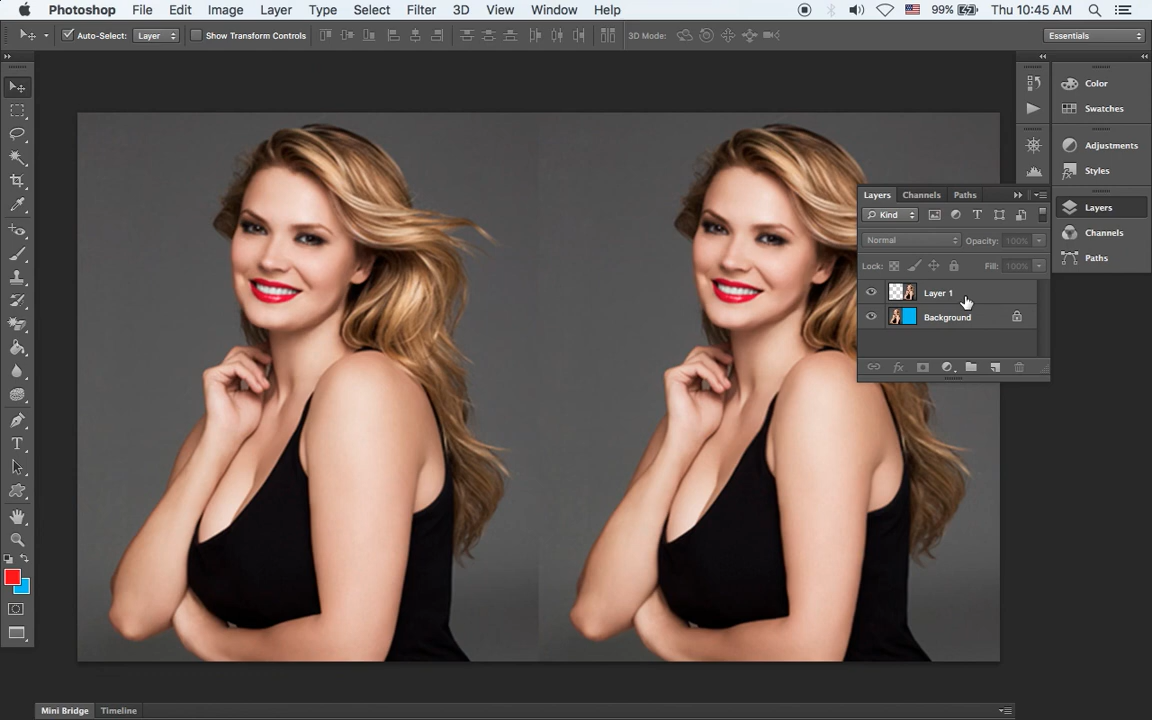 Photoshop File Edit Image Layer Type Select Filter 3D View Window Help 99% Thu 10:45 AM
Auto-Select: Layer Show Transform Controls 3D Mode: Essentials
Color
Swatches
Adjustments
Styles
Layers
Channels
Paths
Layers Channels Paths
Kind
Normal Opacity: 100%
Lock: Fill: 100%
Layer 1
Background
Mini Bridge Timeline